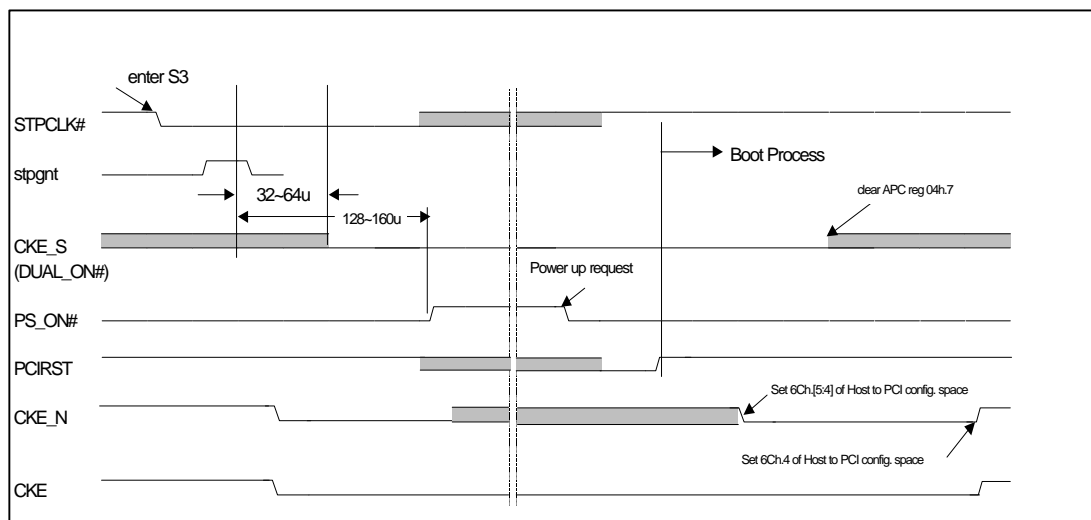 enter S3
STPCLK#
stpgnt
Boot Process
32~64u
128~160u
clear APC reg 04h.7
CKE_S
(DUAL_ON#)
Power up request
PS_ON#
PCIRST
Set 6Ch.[5:4] of Host to PCI config. space
CKE_N
Set 6Ch.4 of Host to PCI config. space
CKE